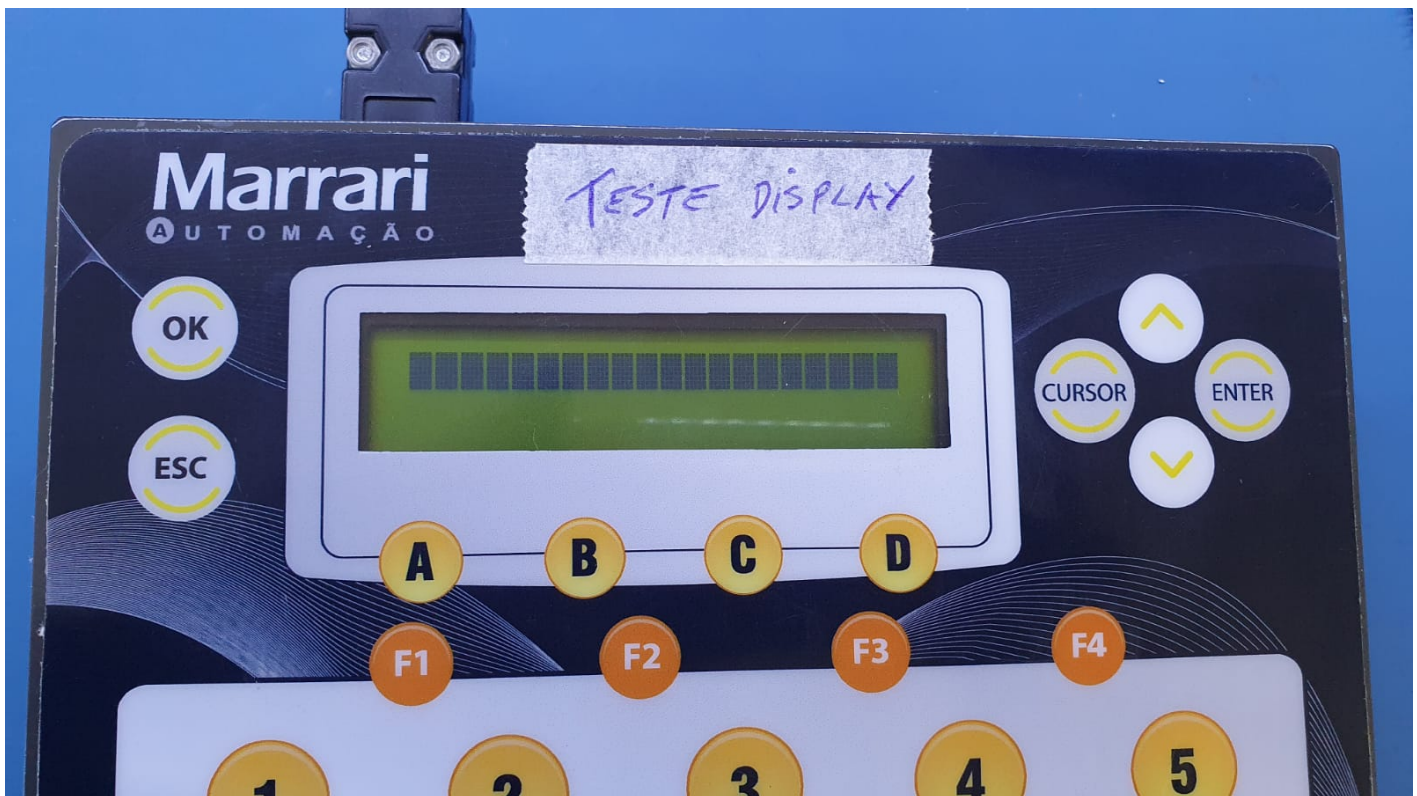 Marrari
AUTOMAÇÃO
TESTE DISPLAY
OK
CURSOR
ENTER
ESC
A
B
C
D
F1
F2
F3
F4
1
2
3
4
5